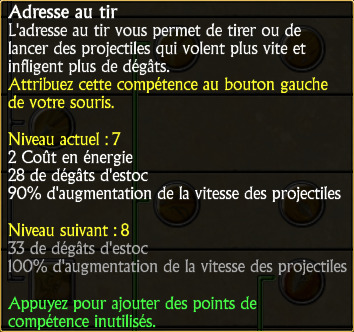 Adresse au tir
L'adresse au tir vous permet de tirer ou de
lancer des projectiles qui volent plus vite et
infligent plus de dégâts.
Attribuez cette compétence au bouton gauche
de votre souris.
Niveau actuel : 7
2 Coût en énergie
28 de dégâts d'estoc
90% d'augmentation de la vitesse des projectiles
Niveau suivant : 8
33 de dégâts d'estoc
100% d'augmentation de la vitesse des projectiles
Appuyez pour ajouter des points de
compétence inutilisés.